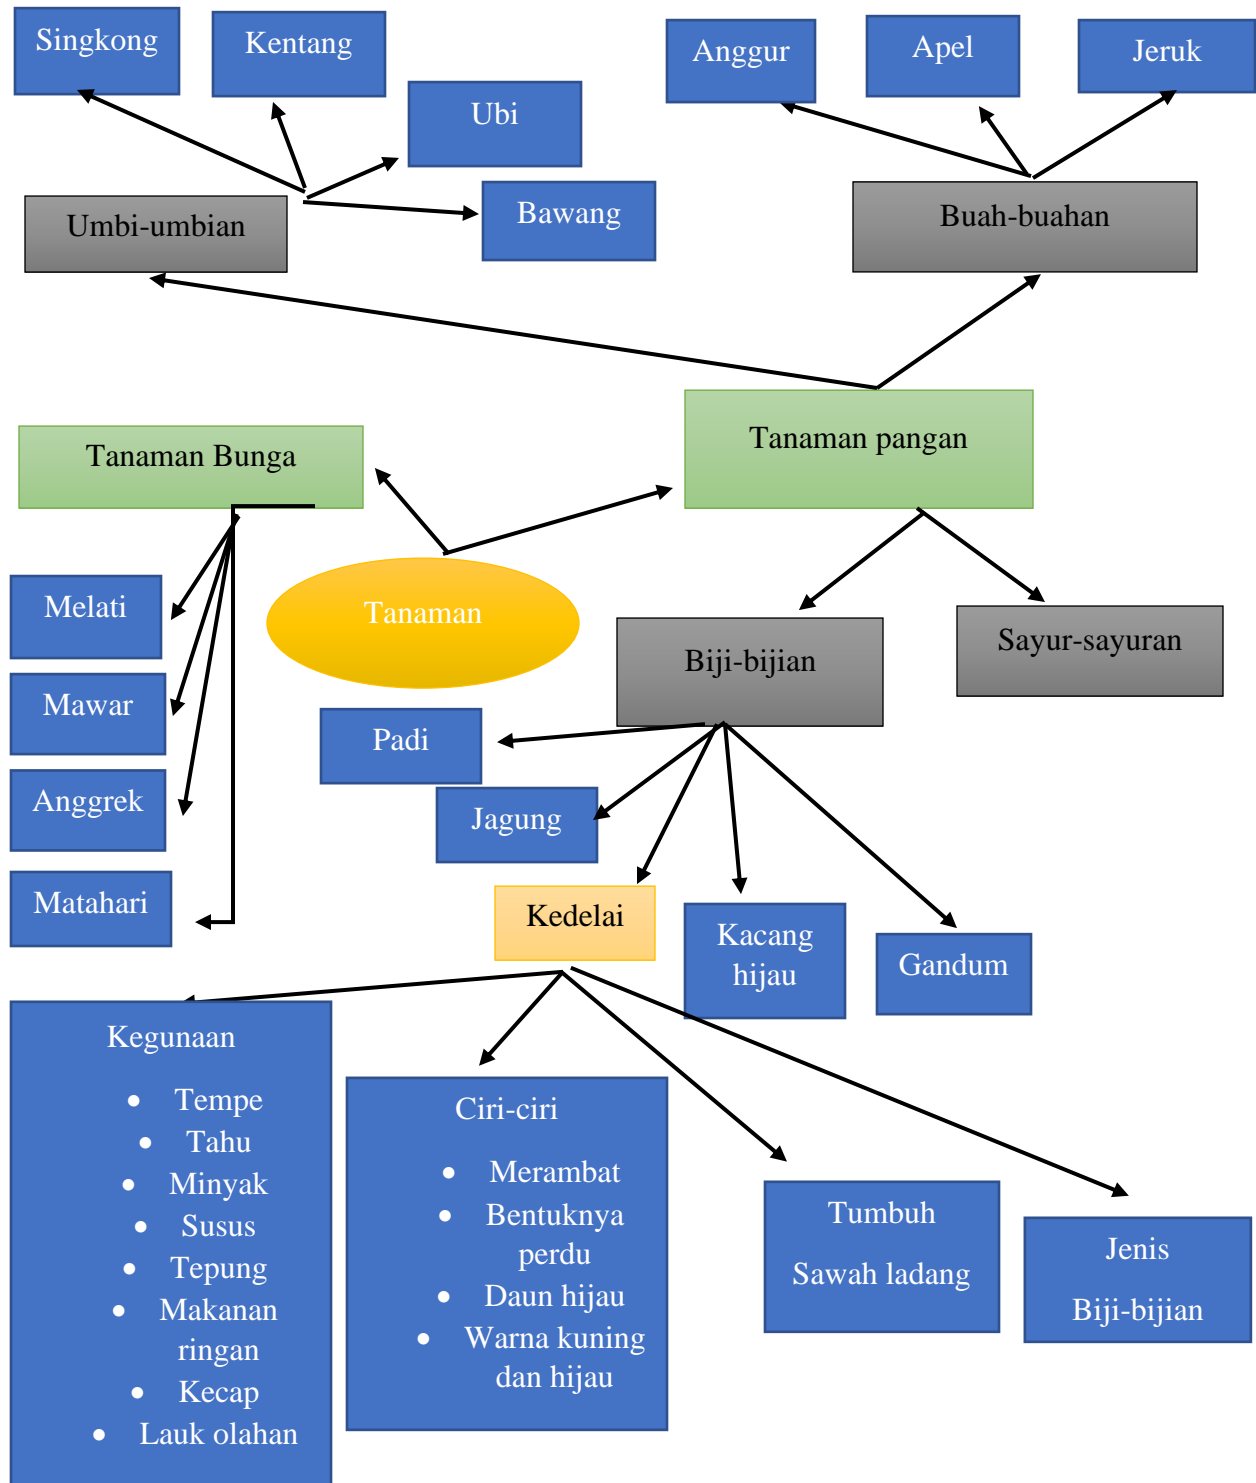 Singkong
Kentang
Ubi
Bawang
Umbi-umbian
Anggur
Apel
Jeruk
Buah-buahan
Tanaman Bunga
Tanaman pangan
Tanaman
Melati
Mawar
Anggrek
Matahari
Biji-bijian
Sayur-sayuran
Padi
Jagung
Kedelai
Kacang
hijau
Gandum
Kegunaan
• Tempe
• Tahu
• Minyak
• Susus
• Tepung
• Makanan
ringan
• Kecap
• Lauk olahan
Ciri-ciri
• Merambat
• Bentuknya
perdu
• Daun hijau
• Warna kuning
dan hijau
Tumbuh
Sawah ladang
Jenis
Biji-bijian